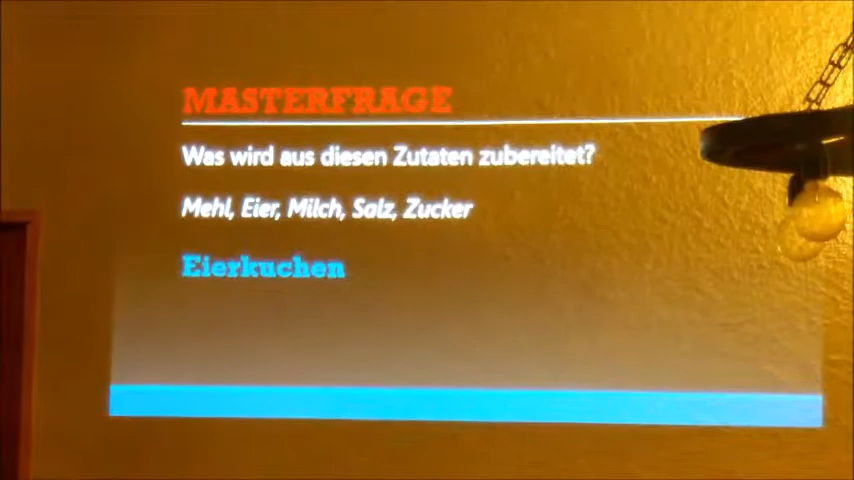 MASTERFRAGE
Was wird aus diesen Zutaten zubereitet?
Mehl, Eier, Milch, Salz, Zucker
Eierkuchen